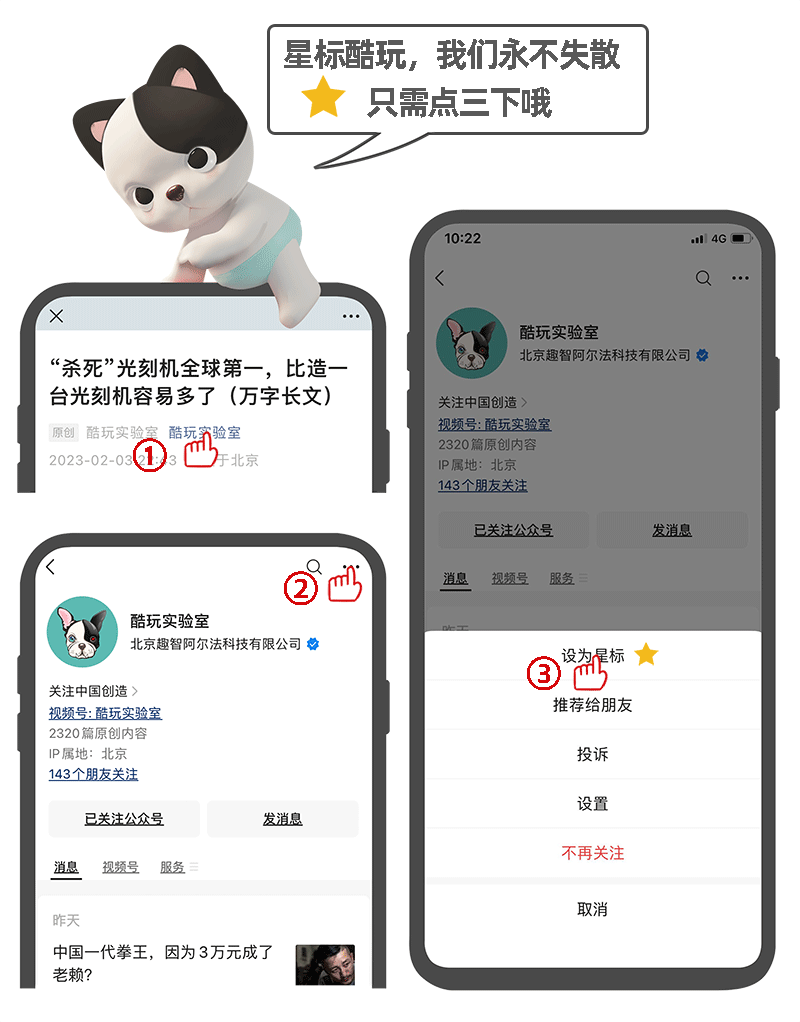 星标酷玩，我们永不失散
只需点三下哦
“杀死”光刻机全球第一，比造一
台光刻机容易多了（万字长文）
原创 酷玩实验室 酷玩实验室
①
2023-02-03 22:43 于北京
②
酷玩实验室
北京趣智阿尔法科技有限公司
关注中国创造
视频号: 酷玩实验室
2320篇原创内容
IP属地：北京
143个朋友关注
已关注公众号 发消息
消息 视频号 服务
昨天
中国一代拳王，因为3万元成了
老赖？
10:22 4G
酷玩实验室
北京趣智阿尔法科技有限公司
关注中国创造
视频号: 酷玩实验室
2320篇原创内容
IP属地：北京
143个朋友关注
已关注公众号 发消息
消息 视频号 服务
昨天
设为星标
③
推荐给朋友
投诉
设置
不再关注
取消